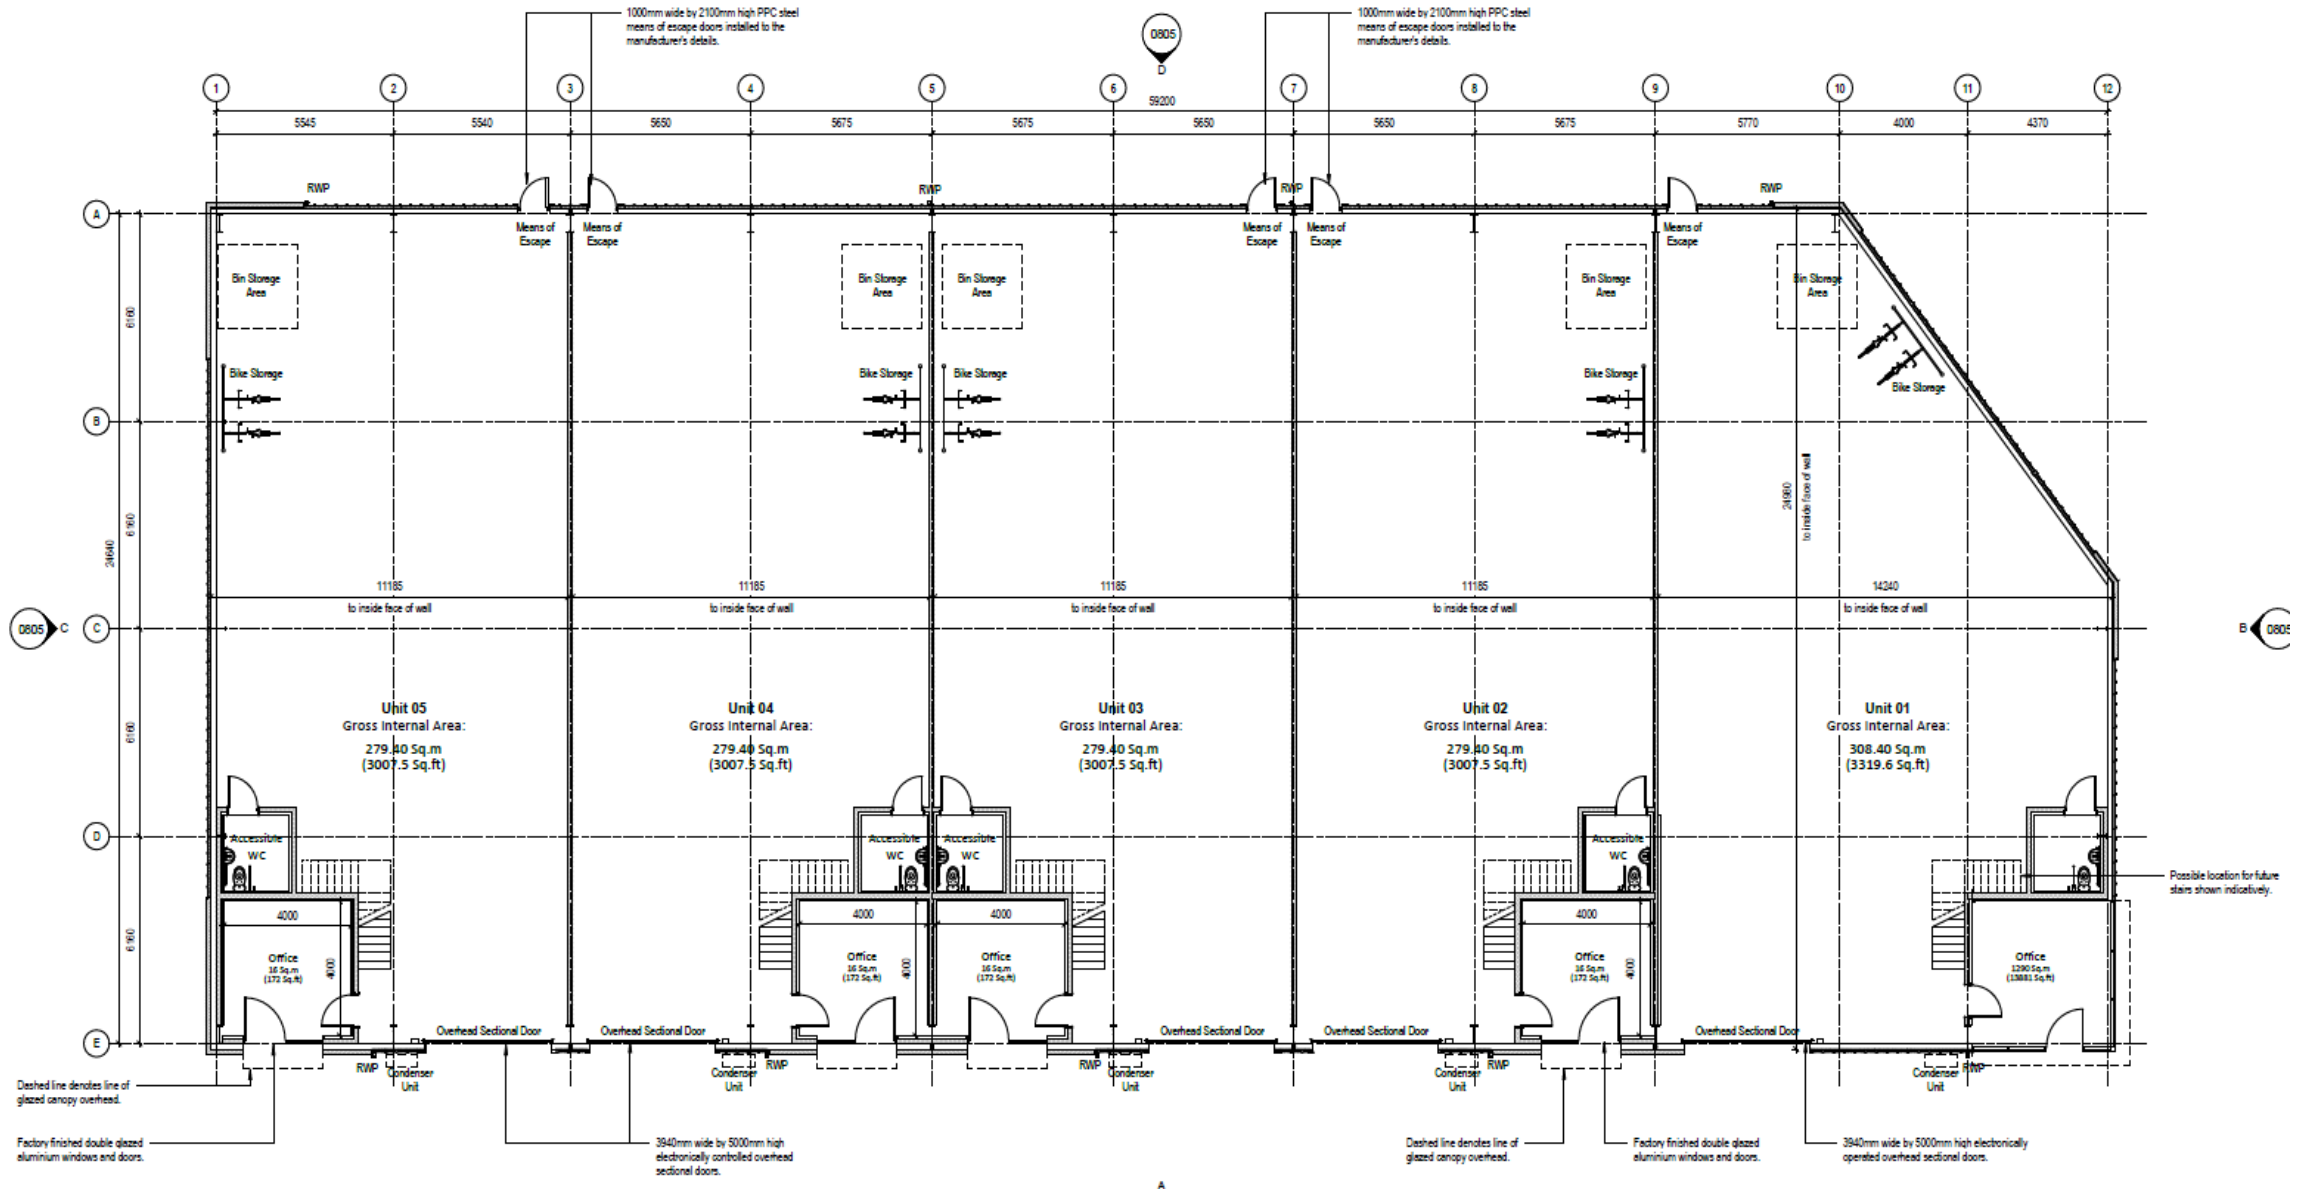 1000mm wide by 2100mm high PPC steel
means of escape doors installed to the
manufacturer's details.
1000mm wide by 2100mm high PPC steel
means of escape doors installed to the
manufacturer's details.
0805
D
1 2 3 4 5 6 7 8 9 10 11 12
59200
5545 5540 5650 5675 5675 5650 5650 5675 5770 4000 4370
RWP RWP RWP RWP
A
Means of Escape
Means of Escape
Means of Escape
Means of Escape
Means of Escape
Bin Storage Area
Bin Storage Area
Bin Storage Area
Bin Storage Area
Bin Storage Area
6160
Bike Storage Bike Storage Bike Storage Bike Storage Bike Storage
B
6160
24640
24980
to inside face of wall
11185 11185 11185 11185 14240
to inside face of wall to inside face of wall to inside face of wall to inside face of wall to inside face of wall
0805 C C B 0805
Unit 05
Gross Internal Area:
279.40 Sq.m
(3007.5 Sq.ft)
Unit 04
Gross Internal Area:
279.40 Sq.m
(3007.5 Sq.ft)
Unit 03
Gross Internal Area:
279.40 Sq.m
(3007.5 Sq.ft)
Unit 02
Gross Internal Area:
279.40 Sq.m
(3007.5 Sq.ft)
Unit 01
Gross Internal Area:
308.40 Sq.m
(3319.6 Sq.ft)
6160
D
Accessible WC
Accessible WC
Accessible WC
Accessible WC
Possible location for future
stairs shown indicatively.
6160
4000 4000 4000 4000
Office
16 Sq.m
(172 Sq.ft)
4000
Office
16 Sq.m
(172 Sq.ft)
4000
Office
16 Sq.m
(172 Sq.ft)
Office
16 Sq.m
(172 Sq.ft)
4000
Office
1290 Sq.m
(13881 Sq.ft)
Overhead Sectional Door Overhead Sectional Door Overhead Sectional Door Overhead Sectional Door Overhead Sectional Door
E
RWP Condenser Unit
Condenser Unit RWP
RWP Condenser Unit
Condenser Unit RWP
Condenser Unit RWP
Dashed line denotes line of
glazed canopy overhead.
Factory finished double glazed
aluminium windows and doors.
3940mm wide by 5000mm high
electronically controlled overhead
sectional doors.
Dashed line denotes line of
glazed canopy overhead.
Factory finished double glazed
aluminium windows and doors.
3940mm wide by 5000mm high electronically
operated overhead sectional doors.
A